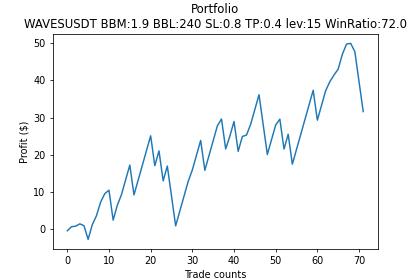 Portfolio
WAVESUSDT BBM:1.9 BBL:240 SL:0.8 TP:0.4 lev:15 WinRatio:72.0
50
40
30
20
10
0
Profit ($)
0 10 20 30 40 50 60 70
Trade counts